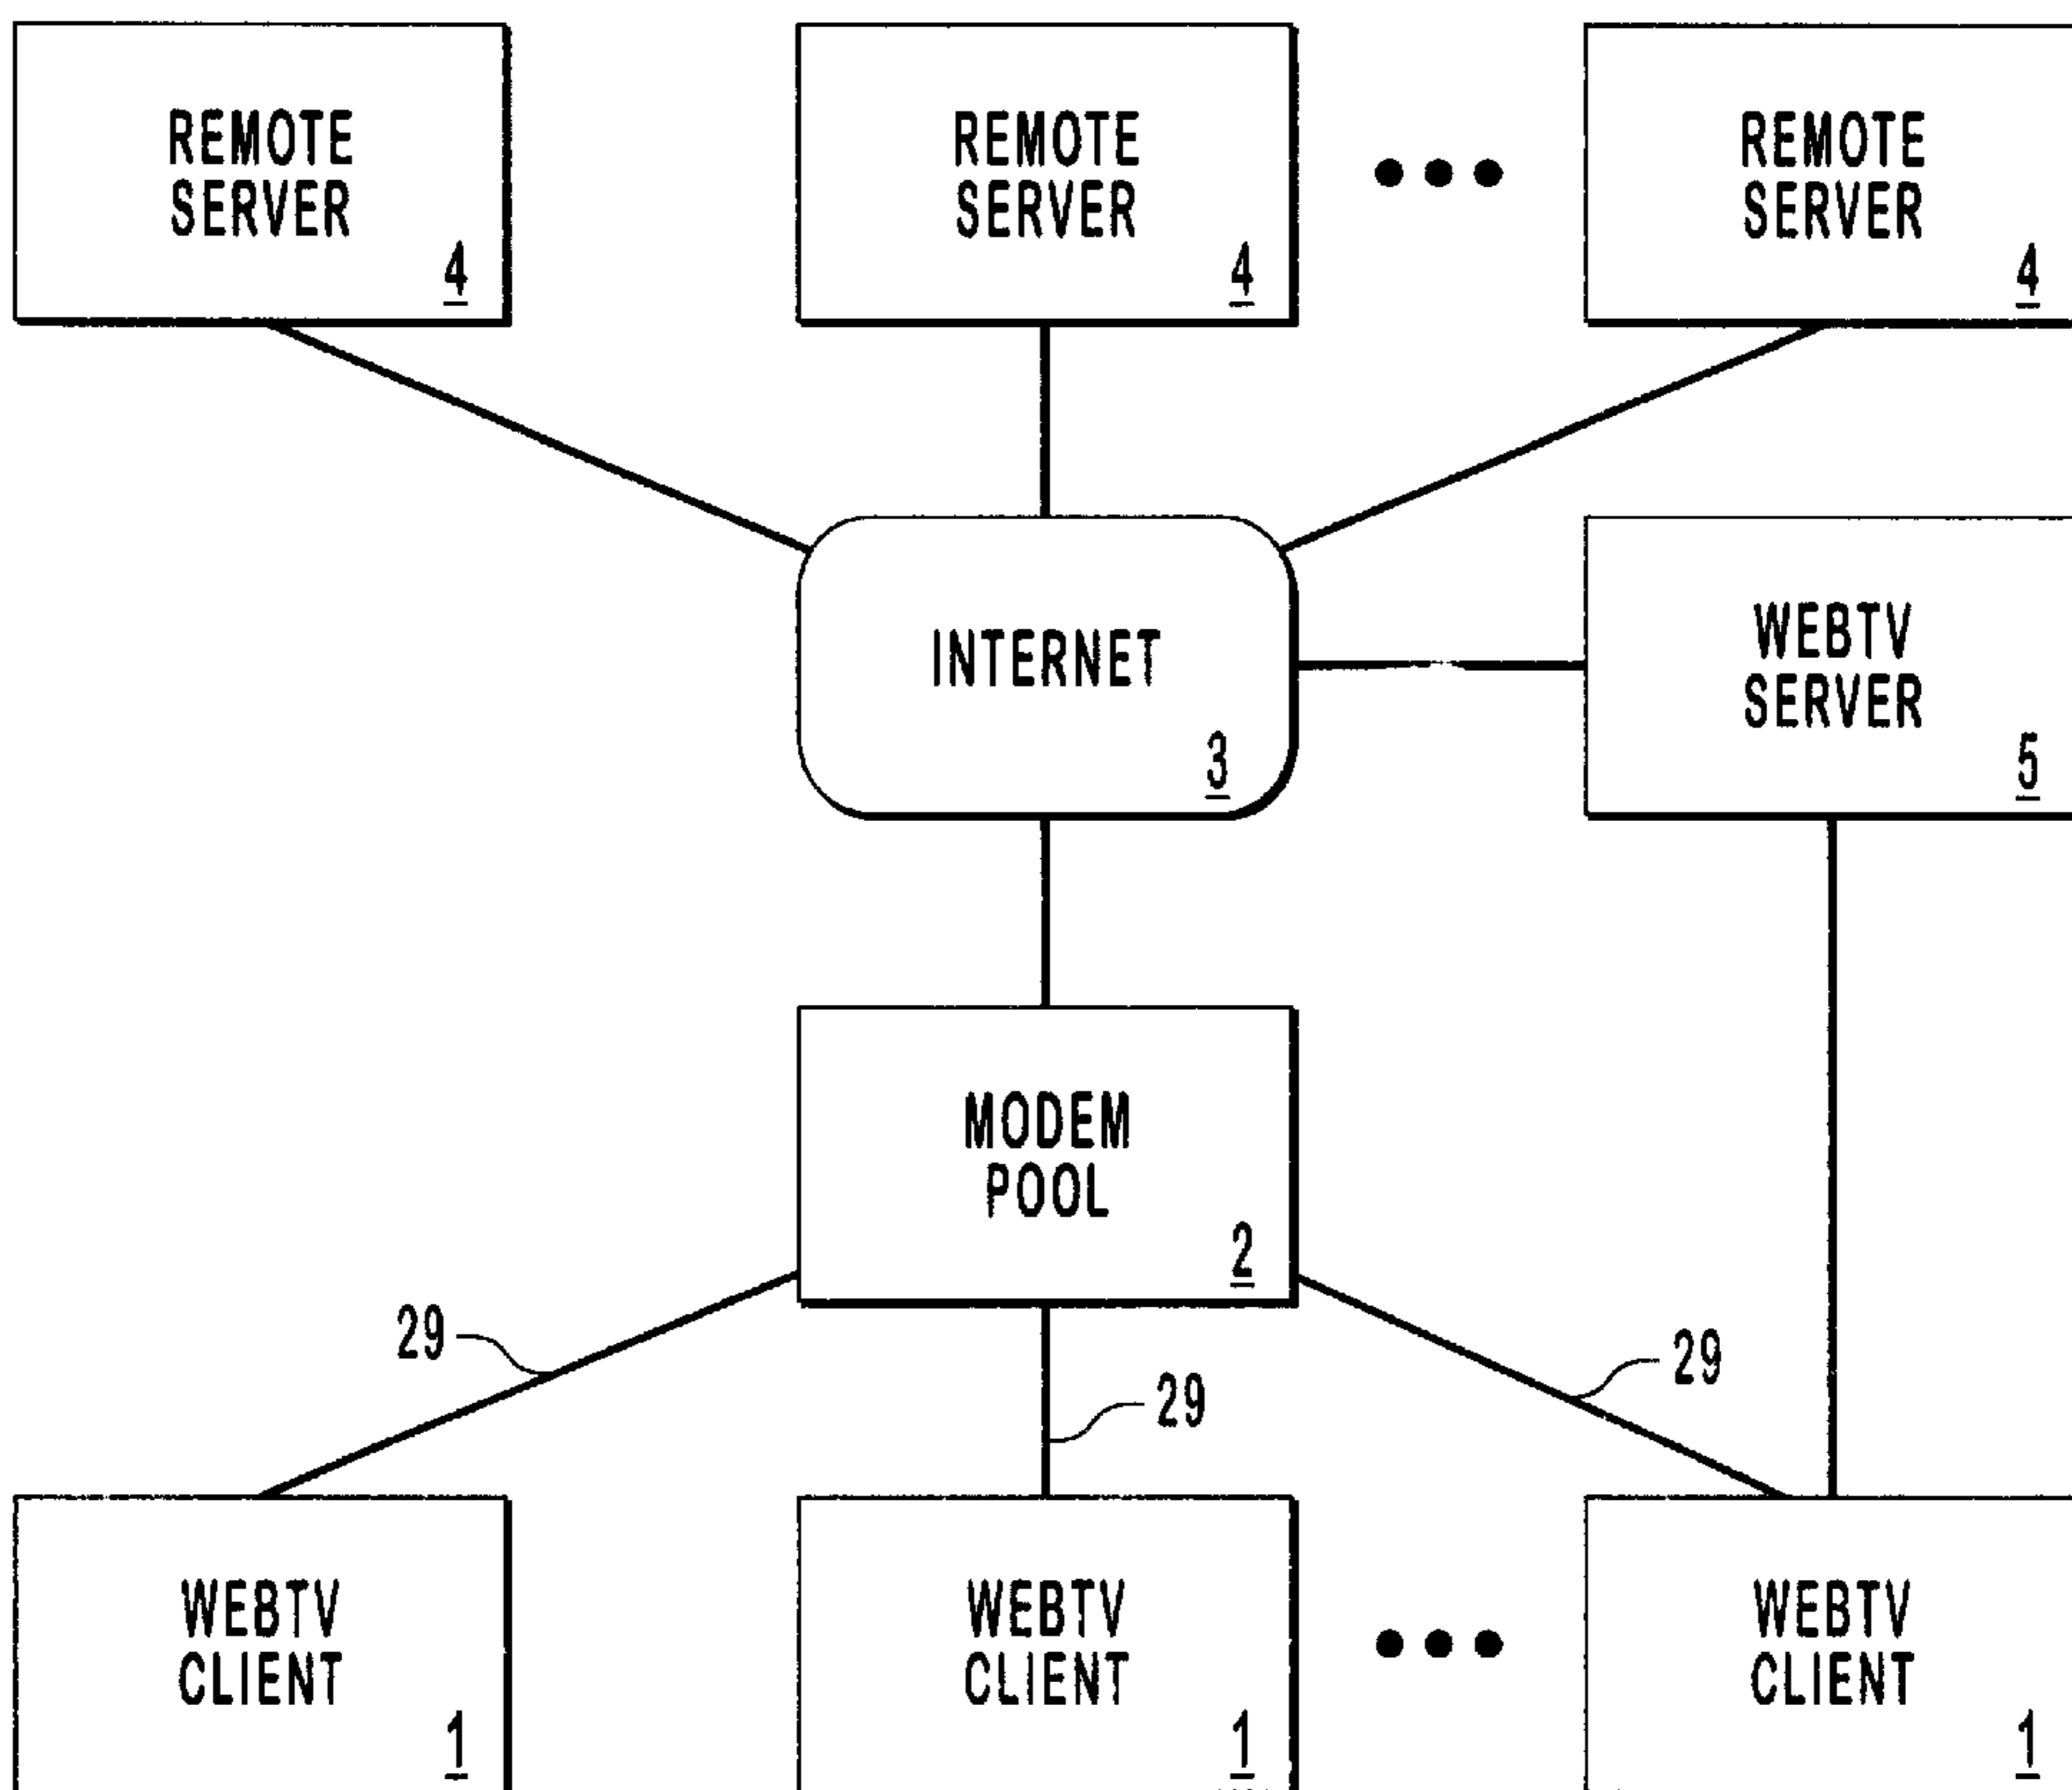 REMOTE
SERVER
4
REMOTE
SERVER
4
REMOTE
SERVER
4
INTERNET
3
WEBTV
SERVER
5
MODEM
POOL
2
29
29
29
WEBTV
CLIENT
1
WEBTV
CLIENT
1
WEBTV
CLIENT
1